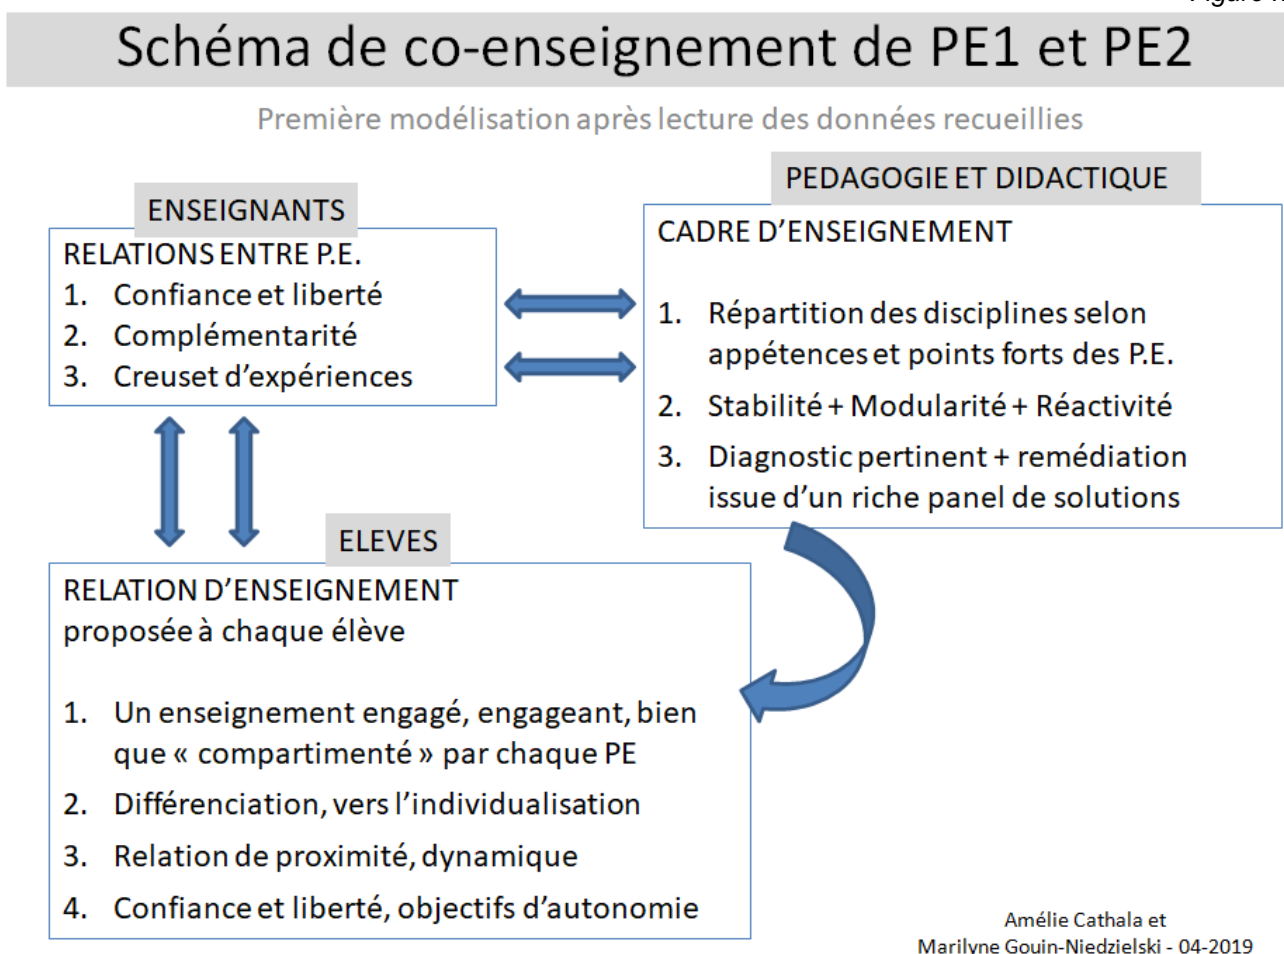 Schéma de co-enseignement de PE1 et PE2
Première modélisation après lecture des données recueillies
ENSEIGNANTS
RELATIONS ENTRE P.E.
1. Confiance et liberté
2. Complémentarité
3. Creuset d'expériences
PEDAGOGIE ET DIDACTIQUE
CADRE D'ENSEIGNEMENT
1. Répartition des disciplines selon
appétences et points forts des P.E.
2. Stabilité + Modularité + Réactivité
3. Diagnostic pertinent + remédiation
issue d'un riche panel de solutions
ELEVES
RELATION D'ENSEIGNEMENT
proposée à chaque élève
1. Un enseignement engagé, engageant, bien
que « compartimenté » par chaque PE
2. Différenciation, vers l'individualisation
3. Relation de proximité, dynamique
4. Confiance et liberté, objectifs d'autonomie
Amélie Cathala et
Marilyne Gouin-Niedzielski - 04-2019